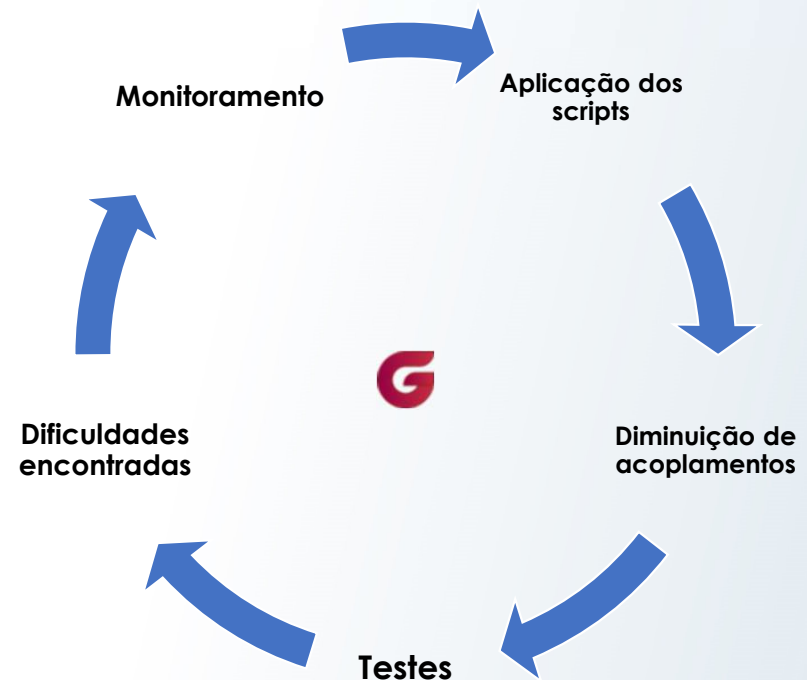 Monitoramento
Aplicação dos
scripts
Diminuição de
acoplamentos
Testes
Dificuldades
encontradas
G